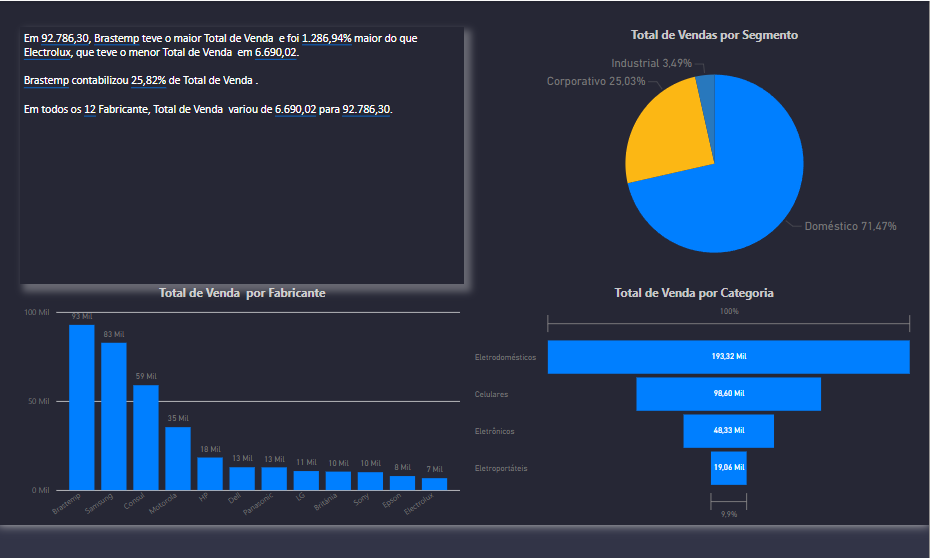 Em 92.786,30, Brastemp teve o maior Total de Venda e foi 1.286,94% maior do que
Electrolux, que teve o menor Total de Venda em 6.690,02.
Brastemp contabilizou 25,82% de Total de Venda .
Em todos os 12 Fabricante, Total de Venda variou de 6.690,02 para 92.786,30.
Total de Vendas por Segmento
Industrial 3,49%
Corporativo 25,03%
Doméstico 71,47%
Total de Venda por Fabricante
100 Mil
50 Mil
0 Mil
93 Mil
83 Mil
59 Mil
35 Mil
18 Mil
13 Mil
13 Mil
11 Mil
10 Mil
10 Mil
8 Mil
7 Mil
Brastemp
Samsung
Consul
Motorola
HP
Dell
Panasonic
LG
Britânia
Sony
Epson
Electrolux
Total de Venda por Categoria
100%
Eletrodomésticos
193,32 Mil
Celulares
98,60 Mil
Eletrônicos
48,33 Mil
Eletroportáteis
19,06 Mil
9,9%